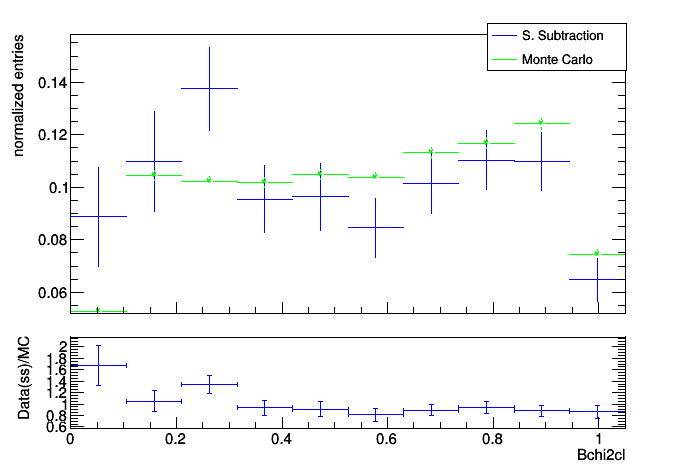 S. Subtraction
Monte Carlo
normalized entries
0.14
0.12
0.1
0.08
0.06
Data(ss)/MC
2
1.8
1.6
1.4
1.2
1
0.8
0.6
0 0.2 0.4 0.6 0.8 1
Bchi2cl